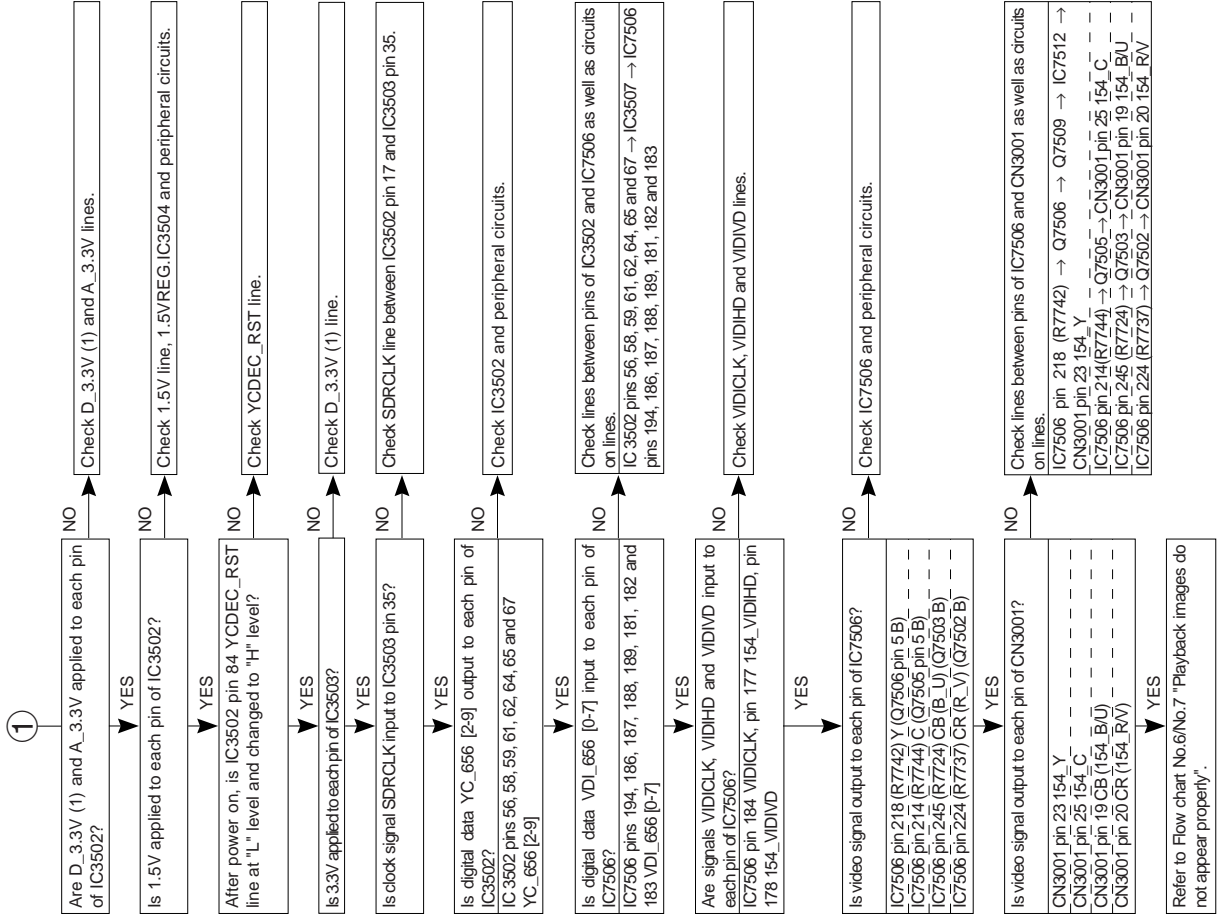 1
Are D_3.3V (1) and A_3.3V applied to each pin
of IC3502?
NO
Check D_3.3V (1) and A_3.3V lines.
YES
Is 1.5V applied to each pin of IC3502?
NO
Check 1.5V line, 1.5VREG.IC3504 and peripheral circuits.
YES
After power on, is IC3502 pin 84 YCDEC_RST
line at "L" level and changed to "H" level?
NO
Check YCDEC_RST line.
YES
Is 3.3V applied to each pin of IC3503?
NO
Check D_3.3V (1) line.
YES
Is clock signal SDRCLK input to IC3503 pin 35?
NO
Check SDRCLK line between IC3502 pin 17 and IC3503 pin 35.
YES
Is digital data YC_656 [2-9] output to each pin of
IC3502?
IC 3502 pins 56, 58, 59, 61, 62, 64, 65 and 67
YC_656 [2-9]
NO
Check IC3502 and peripheral circuits.
YES
Is digital data VDI_656 [0-7] input to each pin of
IC7506?
IC7506 pins 194, 186, 187, 188, 189, 181, 182 and
183 VDI_656 [0-7]
NO
Check lines between pins of IC3502 and IC7506 as well as circuits
on lines.
IC 3502 pins 56, 58, 59, 61, 62, 64, 65 and 67 → IC3507 → IC7506
pins 194, 186, 187, 188, 189, 181, 182 and 183
YES
Are signals VIDICLK, VIDIHD and VIDIVD input to
each pin of IC7506?
IC7506 pin 184 VIDICLK, pin 177 154_VIDIHD, pin
178 154_VIDIVD
NO
Check VIDICLK, VIDIHD and VIDIVD lines.
YES
Is video signal output to each pin of IC7506?
IC7506 pin 218 (R7742) Y (Q7506 pin 5 B)
IC7506 pin 214 (R7744) C (Q7505 pin 5 B)
IC7506 pin 245 (R7724) CB (B_U) (Q7503 B)
IC7506 pin 224 (R7737) CR (R_V) (Q7502 B)
NO
Check IC7506 and peripheral circuits.
YES
Is video signal output to each pin of CN3001?
CN3001 pin 23 154_Y
CN3001 pin 25 154_C
CN3001 pin 19 CB (154_B/U)
CN3001 pin 20 CR (154_R/V)
NO
Check lines between pins of IC7506 and CN3001 as well as circuits
on lines.
IC7506 pin 218 (R7742) → Q7506 → Q7509 → IC7512 →
CN3001 pin 23 154_Y
IC7506 pin 214(R7744) → Q7505 → CN3001 pin 25 154_C
IC7506 pin 245 (R7724) → Q7503 → CN3001 pin 19 154_B/U
IC7506 pin 224 (R7737) → Q7502 → CN3001 pin 20 154_R/V
YES
Refer to Flow chart No.6/No.7 "Playback images do
not appear properly".